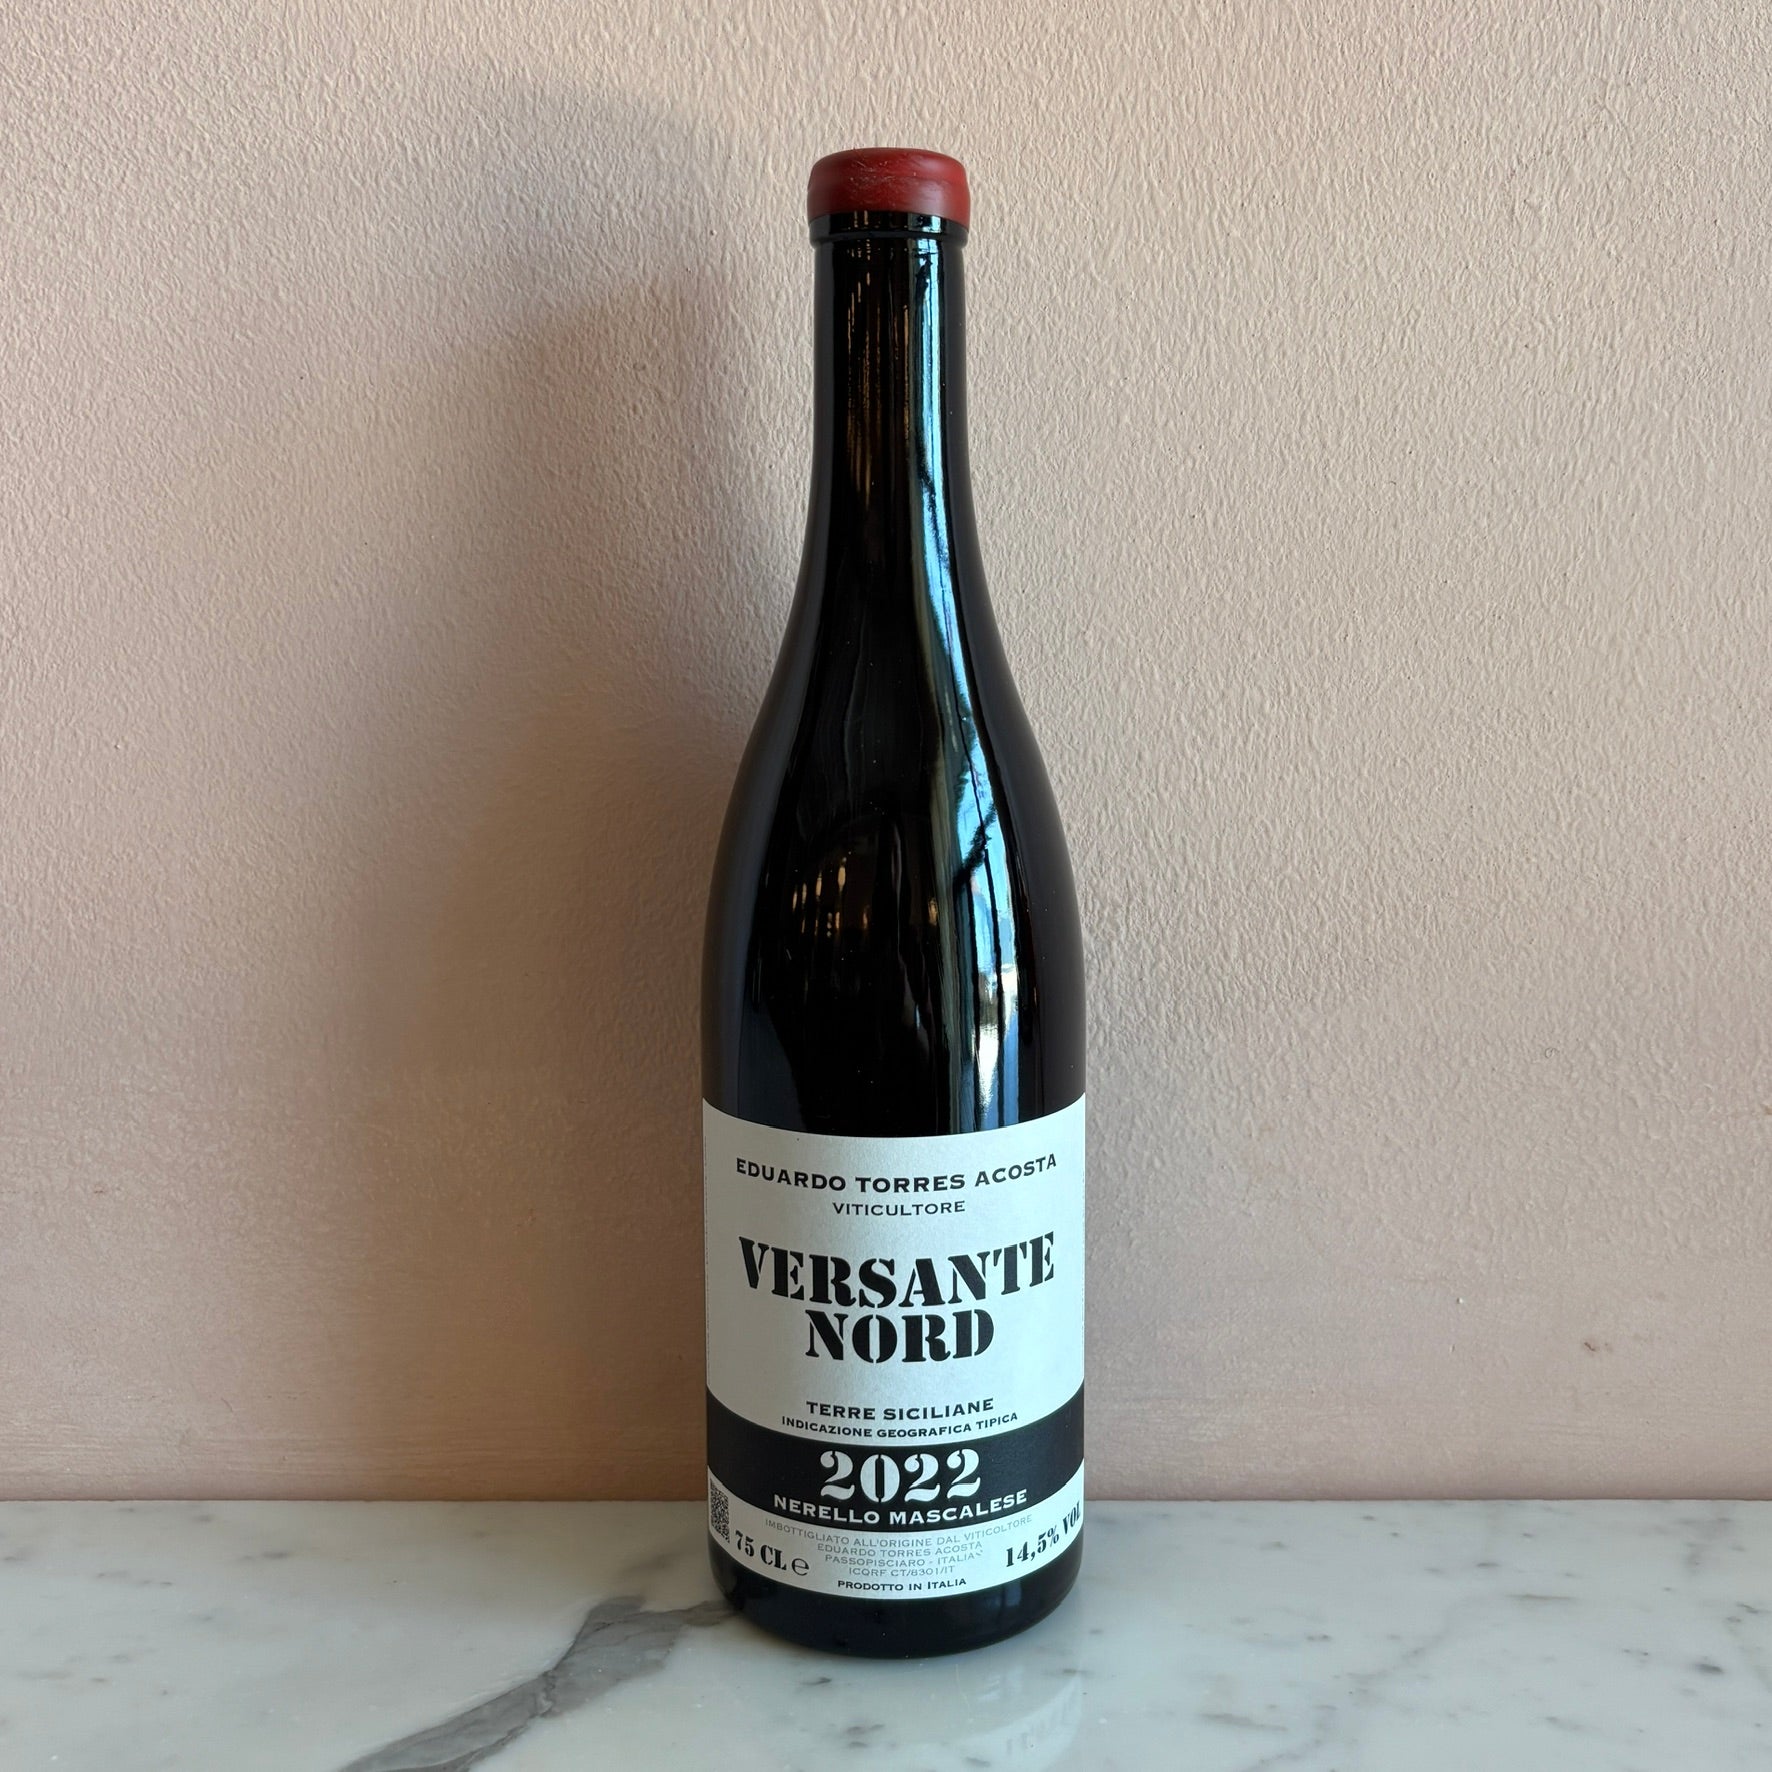 EDUARDO TORRES ACOSTA
VITICULTORE
VERSANTE
NORD
TERRE SICILIANE
INDICAZIONE GEOGRAFICA TIPICA
2022
NERELLO MASCALESE
IMBOTTIGLIATO ALL'ORIGINE DAL VITICOLTORE
EDUARDO TORRES ACOSTA
PASSOPISCIARO - ITALIA
ICQRF CT/8301/IT
PRODOTTO IN ITALIA
75 CL e
14,5% VOL